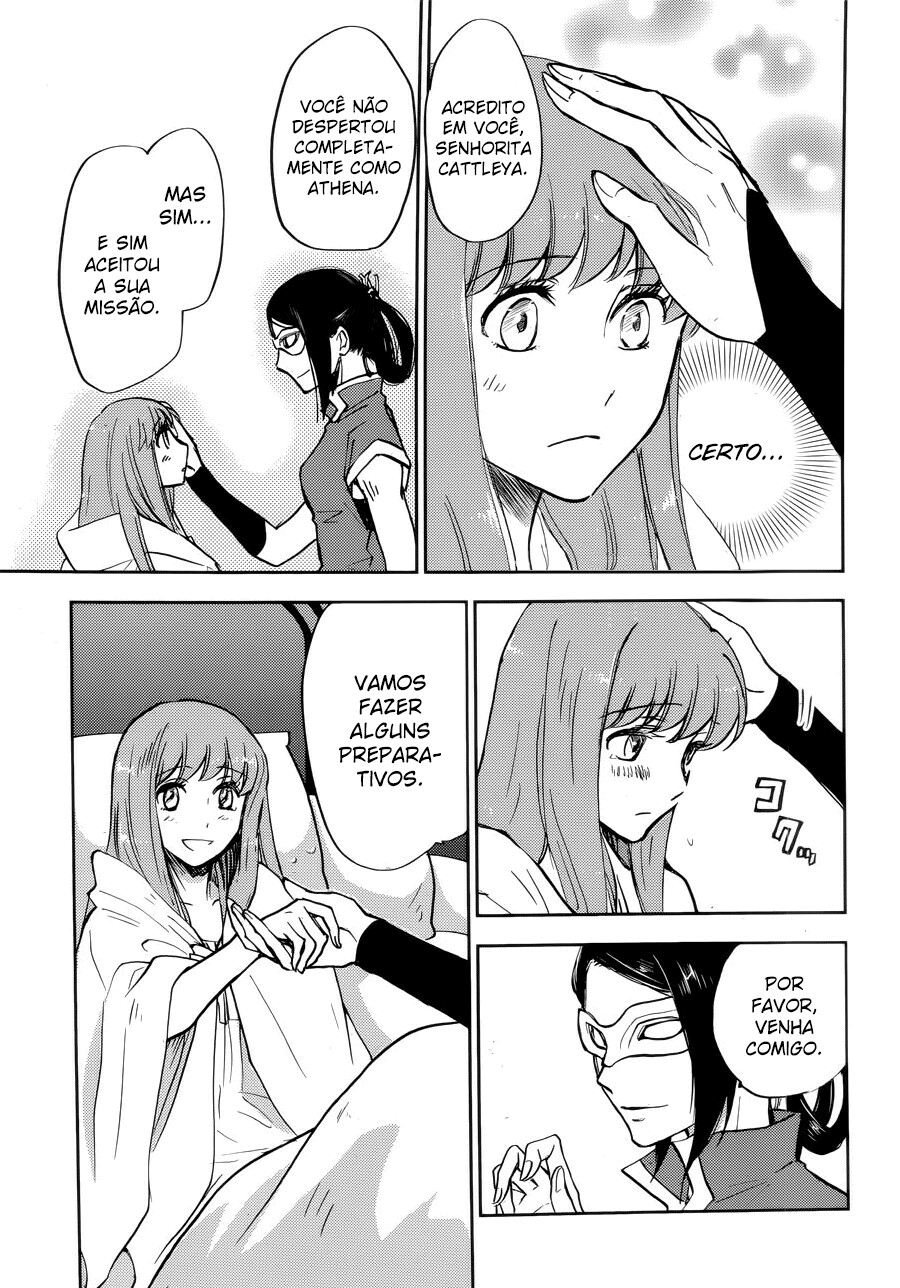 ACREDITO
EM VOCÊ,
SENHORITA
CATTLEYA.
CERTO...
VOCÊ NÃO
DESPERTOU
COMPLETA-
MENTE COMO
ATHENA.
MAS
SIM...
E SIM
ACEITOU
A SUA
MISSÃO.
コクッ
POR
FAVOR,
VENHA
COMIGO.
VAMOS
FAZER
ALGUNS
PREPARA-
TIVOS.